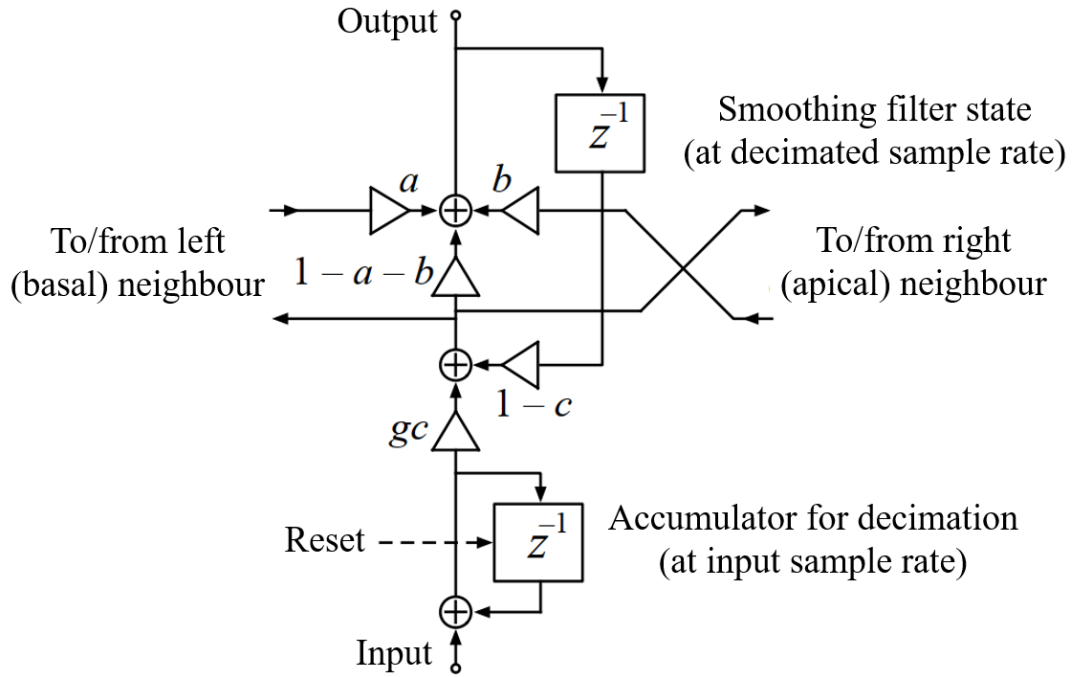 Output
z⁻¹
Smoothing filter state
(at decimated sample rate)
a
b
To/from left
(basal) neighbour
1 – a – b
To/from right
(apical) neighbour
1 – c
gc
Reset
z⁻¹
Accumulator for decimation
(at input sample rate)
Input